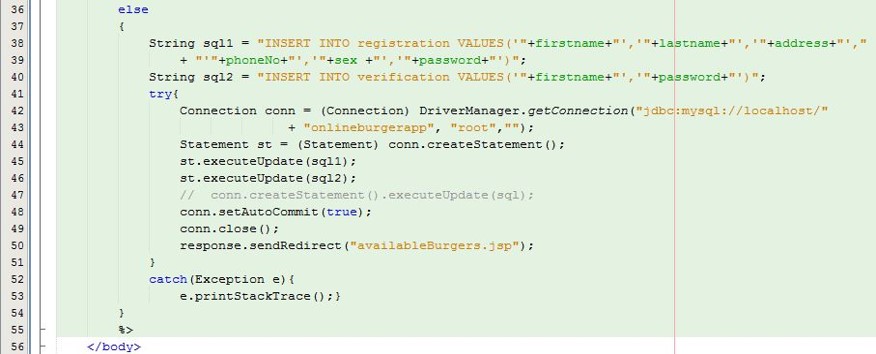 36 else
37 {
38 String sql1 = "INSERT INTO registration VALUES('"+firstname+"','"+lastname+"','"+address+"',"
39 + "'"+phoneNo+"','"+sex +"','"+password+"')";
40 String sql2 = "INSERT INTO verification VALUES('"+firstname+"','"+password+"')";
41 try{
42 Connection conn = (Connection) DriverManager.getConnection("jdbc:mysql://localhost/"
43 + "onlineburgerapp", "root","");
44 Statement st = (Statement) conn.createStatement();
45 st.executeUpdate(sql1);
46 st.executeUpdate(sql2);
47 // conn.createStatement().executeUpdate(sql);
48 conn.setAutoCommit(true);
49 conn.close();
50 response.sendRedirect("availableBurgers.jsp");
51 }
52 catch(Exception e){
53 e.printStackTrace();}
54 }
55 %>
56 </body>